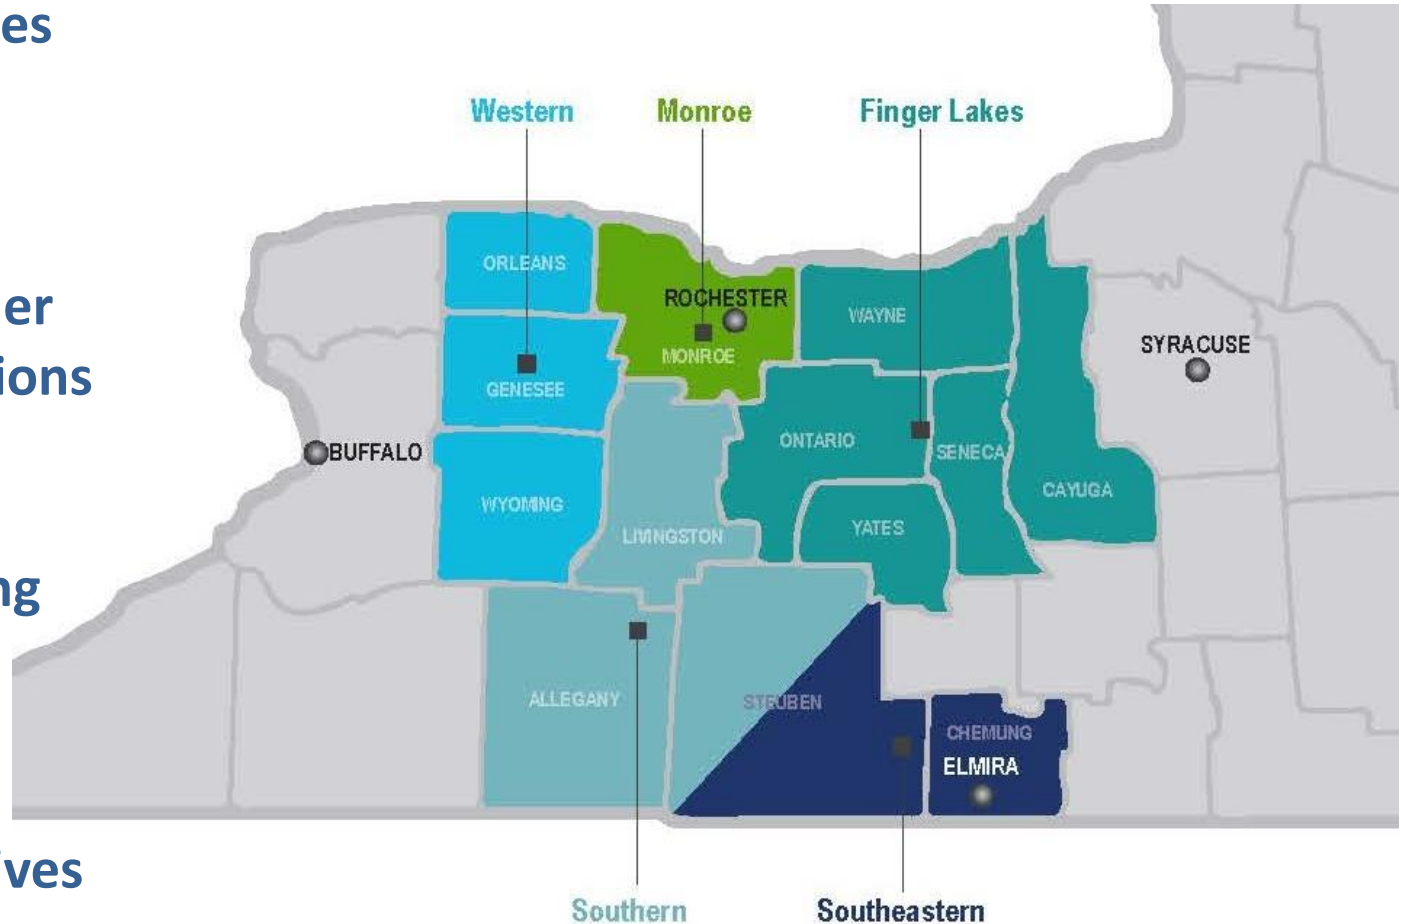 es
er
ions
ng
ives
Western
Monroe
Finger Lakes
ORLEANS
ROCHESTER
WAYNE
MONROE
SYRACUSE
GENESEE
BUFFALO
ONTARIO
SENECA
WYOMING
CAYUGA
LIVINGSTON
YATES
ALLEGANY
STEUBEN
CHEMUNG
ELMIRA
Southern
Southeastern